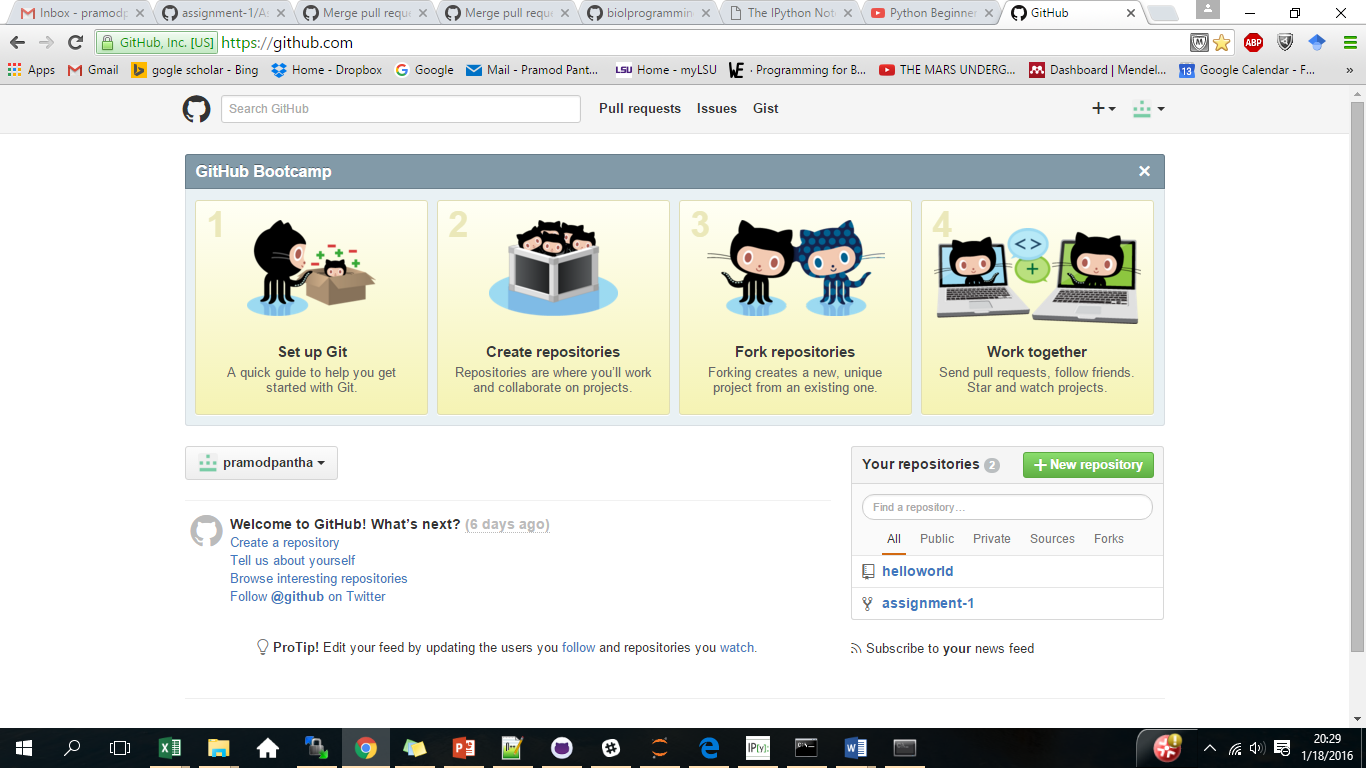 Inbox - pramodp
assignment-1/As
Merge pull reque
Merge pull reque
biolprogrammin
The IPython Not
Python Beginner
GitHub
GitHub, Inc. [US]
https://github.com
ABP
Apps
Gmail
gogle scholar - Bing
Home - Dropbox
Google
Mail - Pramod Pant...
LSU Home - myLSU
WE · Programming for B...
THE MARS UNDERG...
Dashboard | Mendel...
13 Google Calendar - F...
»
Search GitHub
Pull requests
Issues
Gist
GitHub Bootcamp
1
Set up Git
A quick guide to help you get
started with Git.
2
Create repositories
Repositories are where you'll work
and collaborate on projects.
3
Fork repositories
Forking creates a new, unique
project from an existing one.
4
Work together
Send pull requests, follow friends.
Star and watch projects.
pramodpantha
Welcome to GitHub! What's next? (6 days ago)
Create a repository
Tell us about yourself
Browse interesting repositories
Follow @github on Twitter
ProTip! Edit your feed by updating the users you follow and repositories you watch.
Your repositories 2
New repository
Find a repository…
All
Public
Private
Sources
Forks
helloworld
assignment-1
Subscribe to your news feed
IP[y]:
20:29
1/18/2016